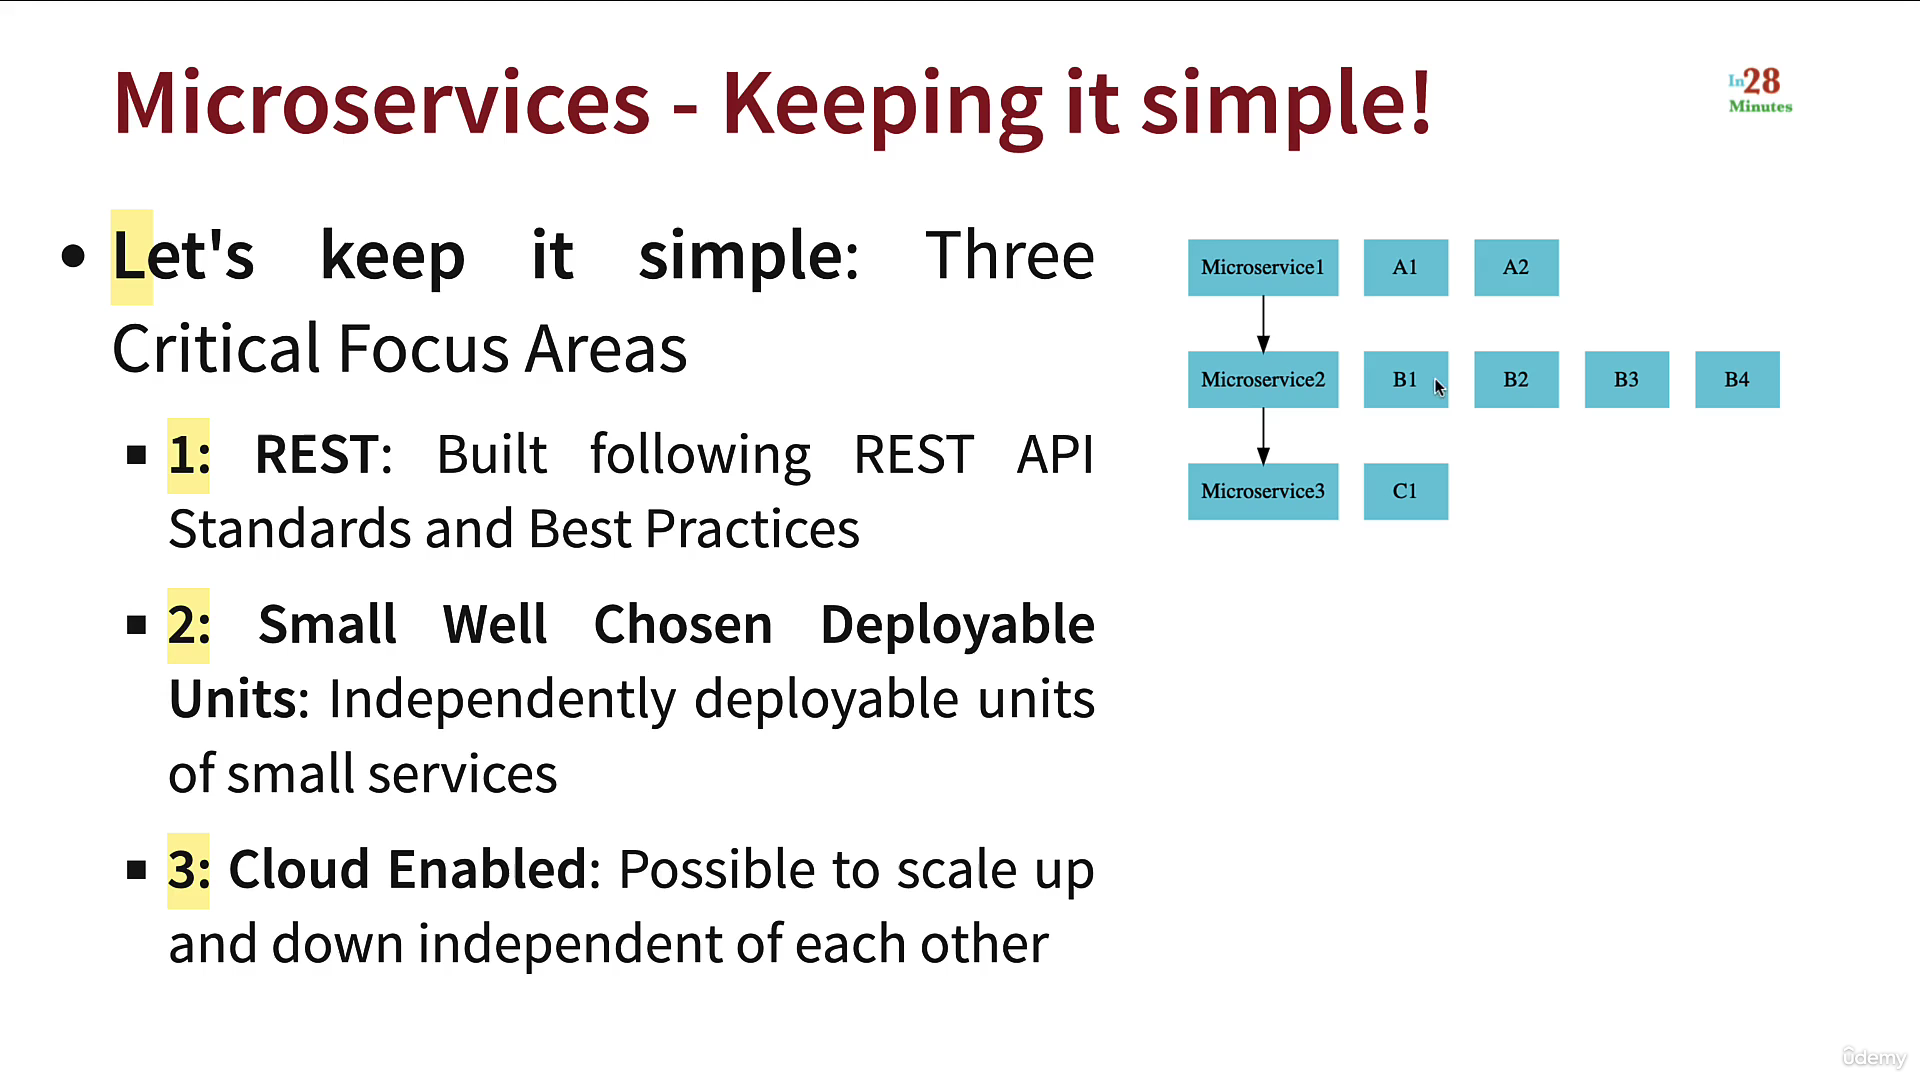 Microservices - Keeping it simple!
In28
Minutes
• Let's keep it simple: Three
Critical Focus Areas
▪ 1: REST: Built following REST API
Standards and Best Practices
▪ 2: Small Well Chosen Deployable
Units: Independently deployable units
of small services
▪ 3: Cloud Enabled: Possible to scale up
and down independent of each other
Microservice1 A1 A2
Microservice2 B1 B2 B3 B4
Microservice3 C1
ûdemy